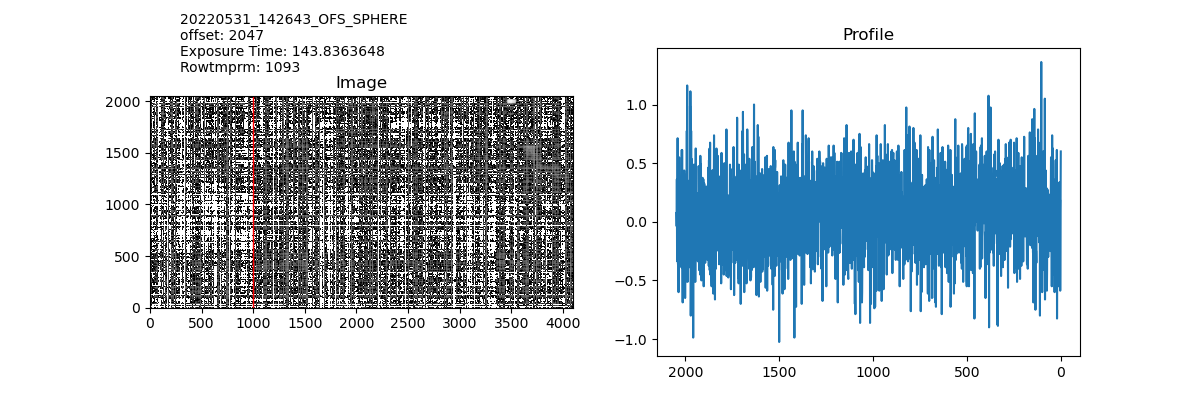 20220531_142643_OFS_SPHERE
offset: 2047
Exposure Time: 143.8363648
Rowtmprm: 1093
Image
2000
1500
1000
500
0
0 500 1000 1500 2000 2500 3000 3500 4000
Profile
1.0
0.5
0.0
−0.5
−1.0
2000 1500 1000 500 0